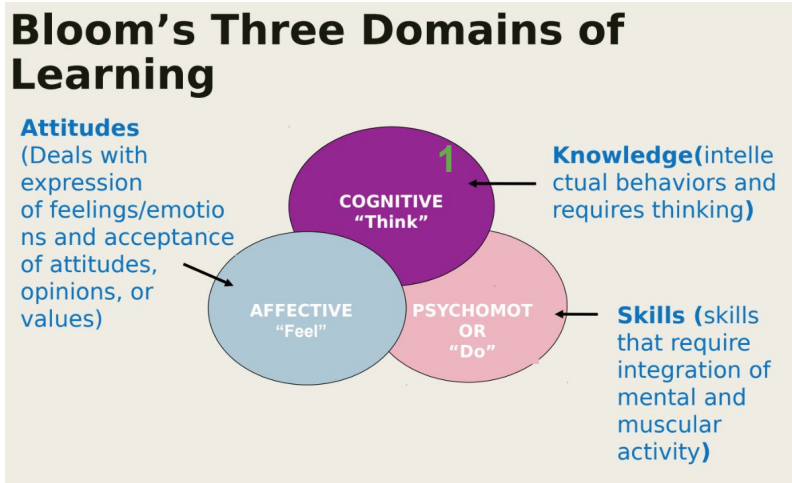 Bloom’s Three Domains of
Learning
Attitudes
(Deals with
expression
of feelings/emotio
ns and acceptance
of attitudes,
opinions, or
values)
1
COGNITIVE
“Think”
Knowledge(intelle
ctual behaviors and
requires thinking)
AFFECTIVE
“Feel”
PSYCHOMOT
OR
“Do”
Skills (skills
that require
integration of
mental and
muscular
activity)